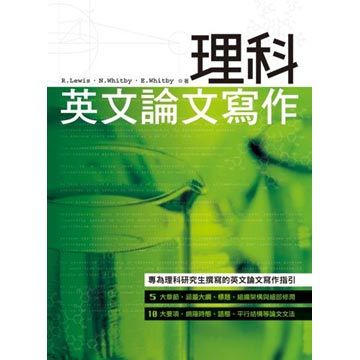 理科
R.Lewis · N.Whitby · E.Whitby ◎ 著
英文論文寫作
專為理科研究生撰寫的英文論文寫作指引
5 大章節，涵蓋大綱、標題、組織架構與細部修潤
10 大要項，網羅時態、語態、平行結構等論文文法